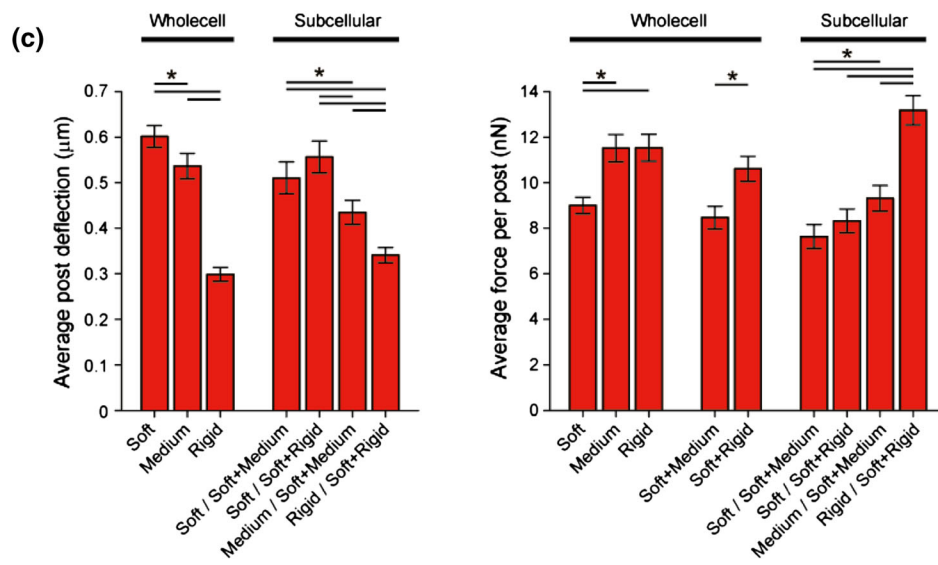 (c)
Wholecell
Subcellular
*
*
Average post deflection (μm)
0.7
0.6
0.5
0.4
0.3
0.2
0.1
0
Soft
Medium
Rigid
Soft / Soft+Medium
Soft / Soft+Rigid
Medium / Soft+Medium
Rigid / Soft+Rigid
Wholecell
Subcellular
*
*
*
Average force per post (nN)
14
12
10
8
6
4
2
0
Soft
Medium
Rigid
Soft+Medium
Soft+Rigid
Soft / Soft+Medium
Soft / Soft+Rigid
Medium / Soft+Medium
Rigid / Soft+Rigid